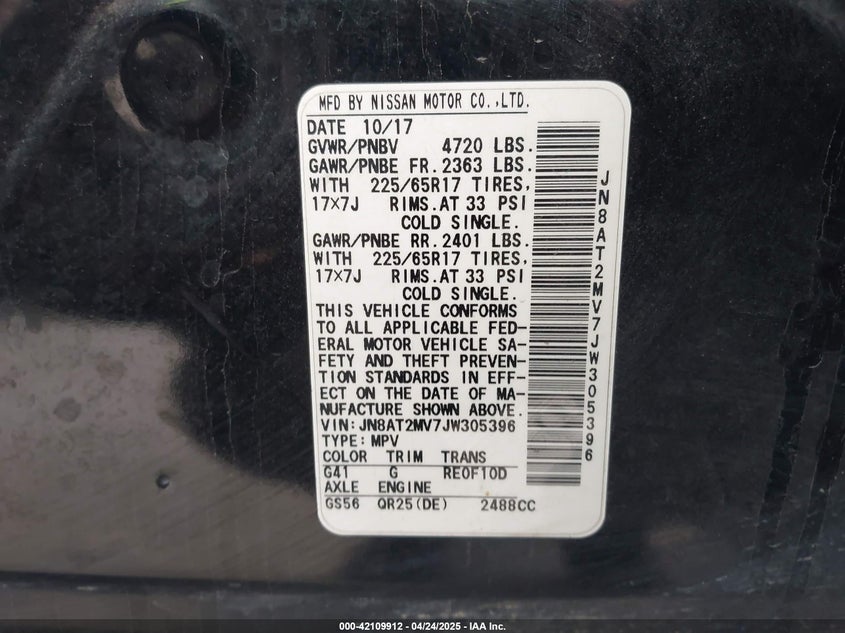 MFD BY NISSAN MOTOR CO.,LTD.
DATE 10/17
GVWR/PNBV 4720 LBS.
GAWR/PNBE FR. 2363 LBS.
WITH 225/65R17 TIRES,
17×7J RIMS.AT 33 PSI
COLD SINGLE.
GAWR/PNBE RR. 2401 LBS.
WITH 225/65R17 TIRES,
17×7J RIMS.AT 33 PSI
COLD SINGLE.
THIS VEHICLE CONFORMS
TO ALL APPLICABLE FED-
ERAL MOTOR VEHICLE SA-
FETY AND THEFT PREVEN-
TION STANDARDS IN EFF-
ECT ON THE DATE OF MA-
NUFACTURE SHOWN ABOVE.
VIN:JN8AT2MV7JW305396
TYPE:MPV
COLOR TRIM TRANS
G41 G RE0F10D
AXLE ENGINE
GS56 QR25(DE) 2488CC
JN8AT2MV7JW305396
000-42109912 - 04/24/2025 - IAA Inc.